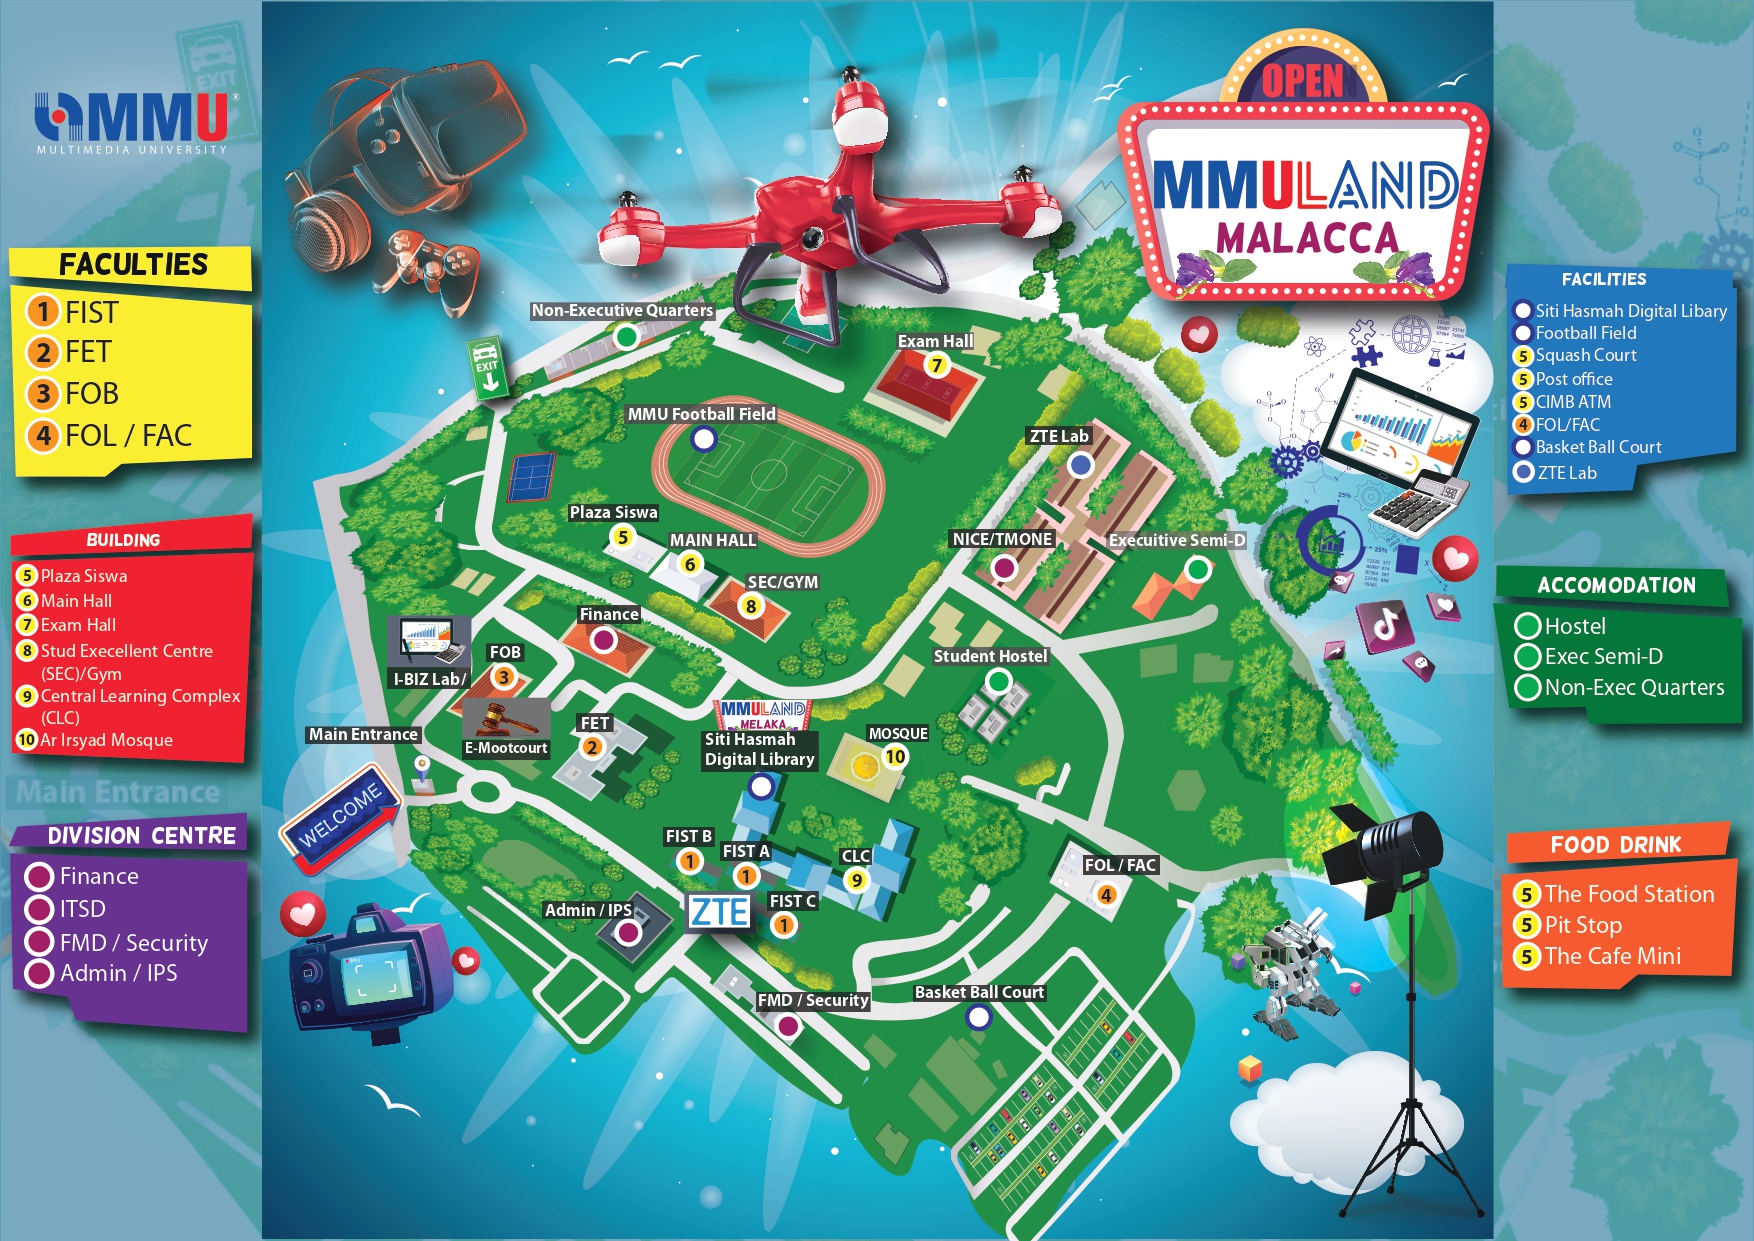 EXIT
MMU®
MULTIMEDIA UNIVERSITY
FACULTIES
1 FIST
2 FET
3 FOB
4 FOL / FAC
BUILDING
5 Plaza Siswa
6 Main Hall
7 Exam Hall
8 Stud Execellent Centre
(SEC)/Gym
9 Central Learning Complex
(CLC)
10 Ar Irsyad Mosque
Main Entrance
DIVISION CENTRE
Finance
ITSD
FMD / Security
Admin / IPS
OPEN
MMULAND
MALACCA
Non-Executive Quarters
EXIT
Exam Hall
7
MMU Football Field
ZTE Lab
Plaza Siswa
5
MAIN HALL
6
NICE/TMONE
Execuitive Semi-D
SEC/GYM
8
Finance
FOB
3
I-BIZ Lab/
Student Hostel
E-Mootcourt
FET
2
MMULAND
MELAKA
Siti Hasmah
Digital Library
MOSQUE
10
Main Entrance
WELCOME
FIST B
1
FIST A
1
CLC
9
FOL / FAC
4
Admin / IPS
ZTE
FIST C
1
FMD / Security
Basket Ball Court
FACILITIES
Siti Hasmah Digital Libary
Football Field
5 Squash Court
5 Post office
5 CIMB ATM
4 FOL/FAC
Basket Ball Court
ZTE Lab
ACCOMODATION
Hostel
Exec Semi-D
Non-Exec Quarters
FOOD DRINK
5 The Food Station
5 Pit Stop
5 The Cafe Mini
25%
25%